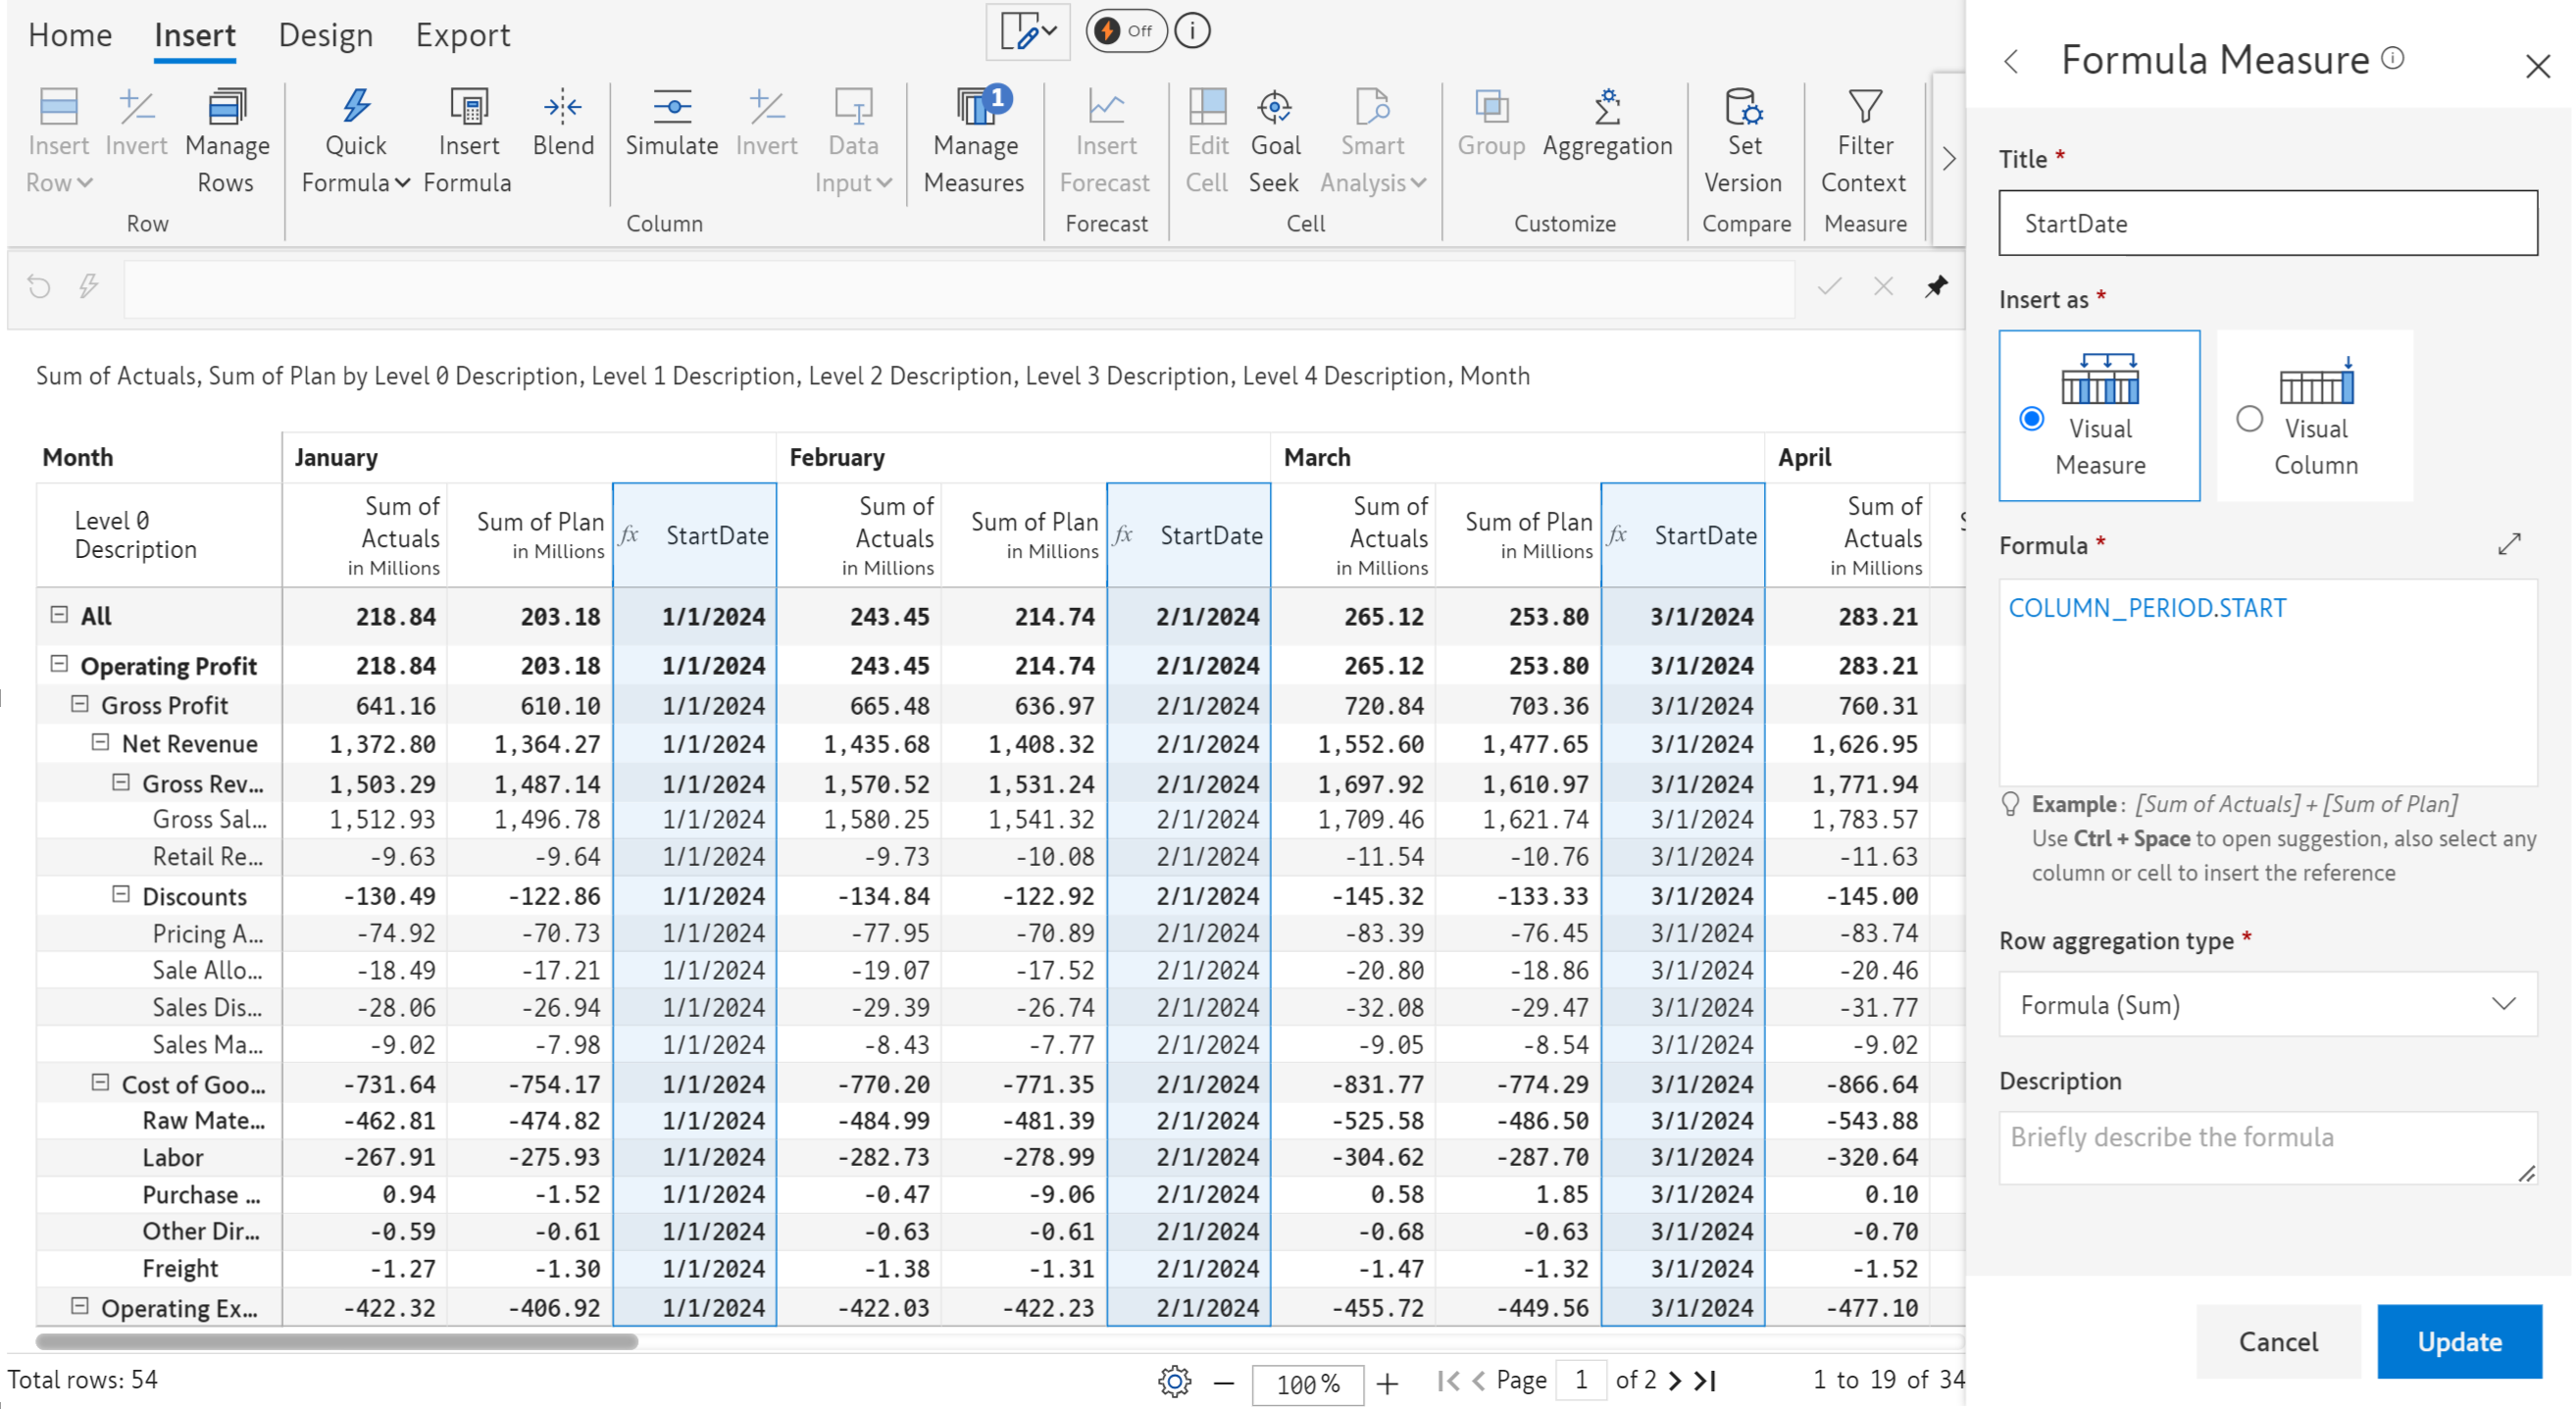 Home Insert Design Export Off
Insert Row Invert Manage Rows Quick Formula Insert Formula Blend Simulate Invert Data Input Manage Measures 1 Insert Forecast Edit Cell Goal Seek Smart Analysis Group Aggregation Set Version Filter Context
Row Column Forecast Cell Customize Compare Measure
Sum of Actuals, Sum of Plan by Level 0 Description, Level 1 Description, Level 2 Description, Level 3 Description, Level 4 Description, Month
Month January February March April
Level 0 Description Sum of Actuals in Millions Sum of Plan in Millions fx StartDate Sum of Actuals in Millions Sum of Plan in Millions fx StartDate Sum of Actuals in Millions Sum of Plan in Millions fx StartDate Sum of Actuals in Millions
All 218.84 203.18 1/1/2024 243.45 214.74 2/1/2024 265.12 253.80 3/1/2024 283.21
Operating Profit 218.84 203.18 1/1/2024 243.45 214.74 2/1/2024 265.12 253.80 3/1/2024 283.21
Gross Profit 641.16 610.10 1/1/2024 665.48 636.97 2/1/2024 720.84 703.36 3/1/2024 760.31
Net Revenue 1,372.80 1,364.27 1/1/2024 1,435.68 1,408.32 2/1/2024 1,552.60 1,477.65 3/1/2024 1,626.95
Gross Rev... 1,503.29 1,487.14 1/1/2024 1,570.52 1,531.24 2/1/2024 1,697.92 1,610.97 3/1/2024 1,771.94
Gross Sal... 1,512.93 1,496.78 1/1/2024 1,580.25 1,541.32 2/1/2024 1,709.46 1,621.74 3/1/2024 1,783.57
Retail Re... -9.63 -9.64 1/1/2024 -9.73 -10.08 2/1/2024 -11.54 -10.76 3/1/2024 -11.63
Discounts -130.49 -122.86 1/1/2024 -134.84 -122.92 2/1/2024 -145.32 -133.33 3/1/2024 -145.00
Pricing A... -74.92 -70.73 1/1/2024 -77.95 -70.89 2/1/2024 -83.39 -76.45 3/1/2024 -83.74
Sale Allo... -18.49 -17.21 1/1/2024 -19.07 -17.52 2/1/2024 -20.80 -18.86 3/1/2024 -20.46
Sales Dis... -28.06 -26.94 1/1/2024 -29.39 -26.74 2/1/2024 -32.08 -29.47 3/1/2024 -31.77
Sales Ma... -9.02 -7.98 1/1/2024 -8.43 -7.77 2/1/2024 -9.05 -8.54 3/1/2024 -9.02
Cost of Goo... -731.64 -754.17 1/1/2024 -770.20 -771.35 2/1/2024 -831.77 -774.29 3/1/2024 -866.64
Raw Mate... -462.81 -474.82 1/1/2024 -484.99 -481.39 2/1/2024 -525.58 -486.50 3/1/2024 -543.88
Labor -267.91 -275.93 1/1/2024 -282.73 -278.99 2/1/2024 -304.62 -287.70 3/1/2024 -320.64
Purchase ... 0.94 -1.52 1/1/2024 -0.47 -9.06 2/1/2024 0.58 1.85 3/1/2024 0.10
Other Dir... -0.59 -0.61 1/1/2024 -0.63 -0.61 2/1/2024 -0.68 -0.63 3/1/2024 -0.70
Freight -1.27 -1.30 1/1/2024 -1.38 -1.31 2/1/2024 -1.47 -1.32 3/1/2024 -1.52
Operating Ex... -422.32 -406.92 1/1/2024 -422.03 -422.23 2/1/2024 -455.72 -449.56 3/1/2024 -477.10
Total rows: 54 100% Page 1 of 2 1 to 19 of 34
Formula Measure
Title *
StartDate
Insert as *
Visual Measure
Visual Column
Formula *
COLUMN_PERIOD.START
Example: [Sum of Actuals] + [Sum of Plan]
Use Ctrl + Space to open suggestion, also select any
column or cell to insert the reference
Row aggregation type *
Formula (Sum)
Description
Briefly describe the formula
Cancel Update